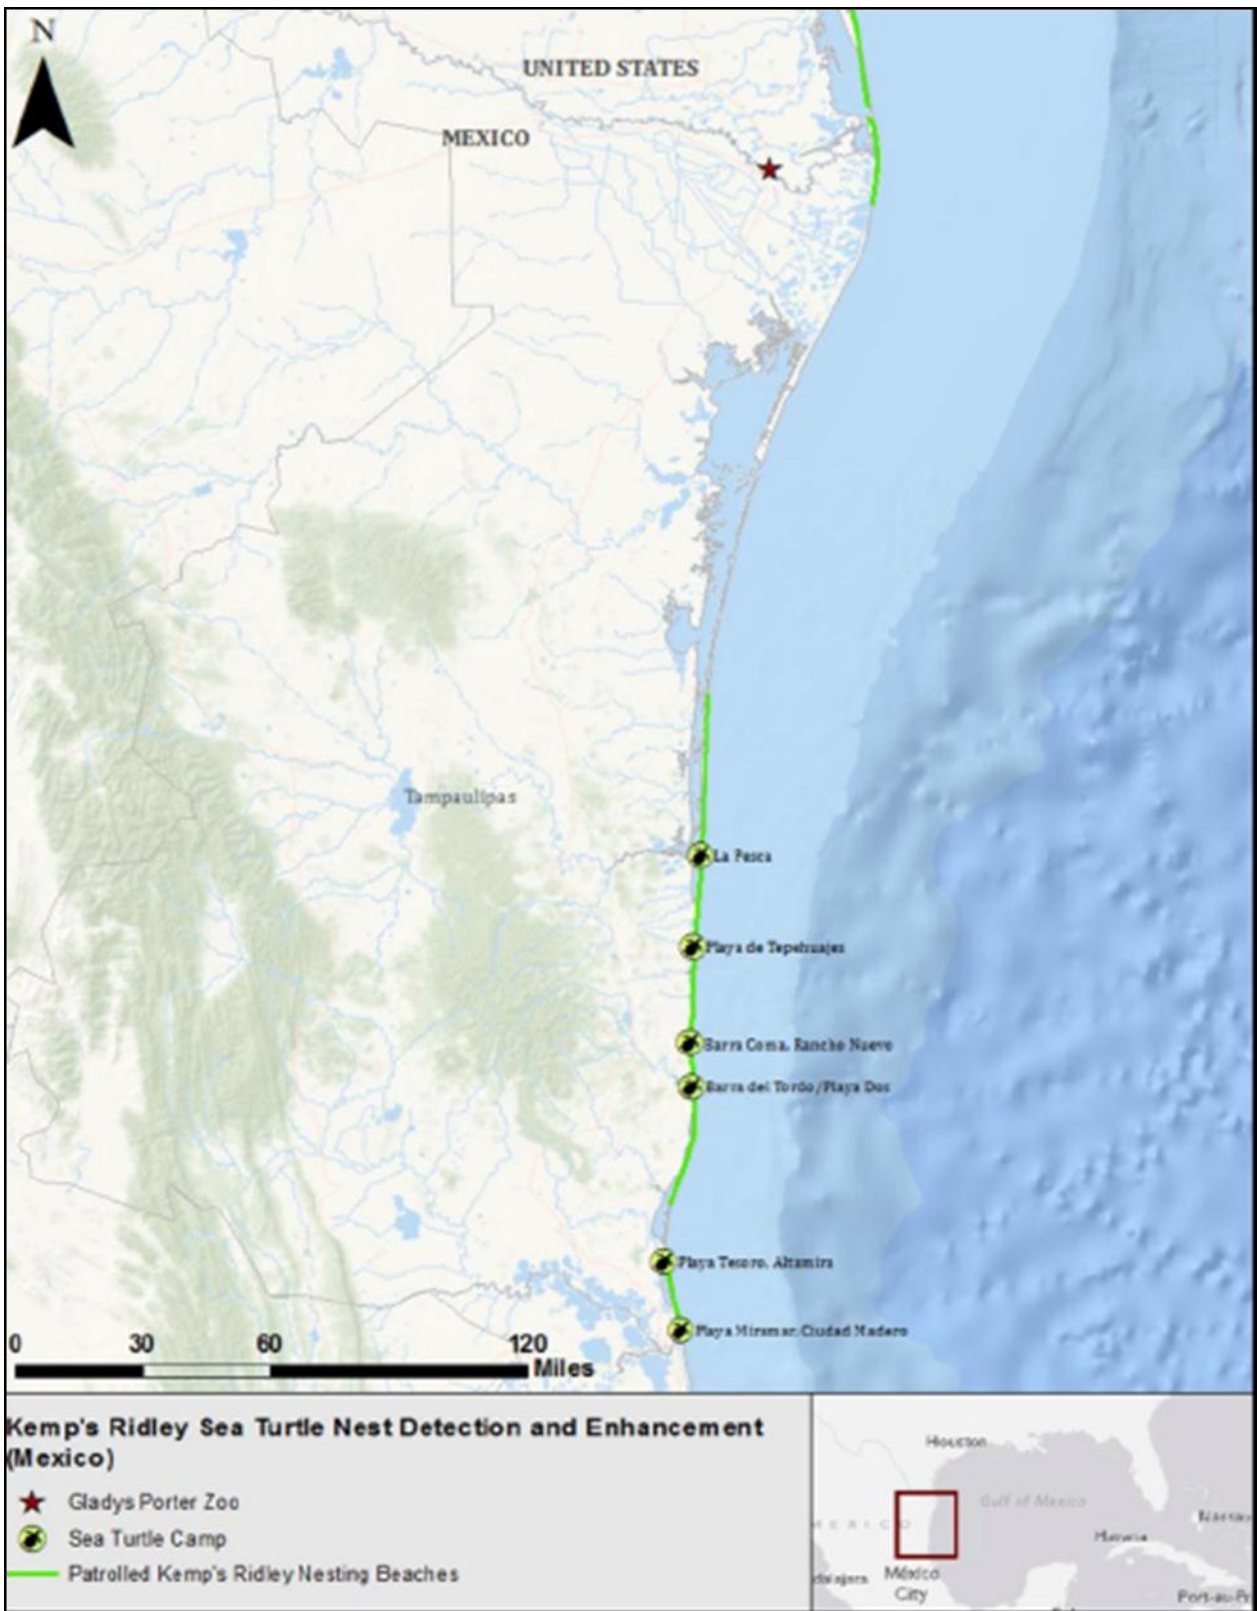 N
UNITED STATES
MEXICO
Tampaulipas
La Pesca
Playa de Tepehuajes
Barra Coma, Rancho Nuevo
Barra del Tordo/Playa Dos
Playa Tesoro, Altamira
Playa Miramar, Ciudad Madero
0 30 60 120
Miles
Kemp's Ridley Sea Turtle Nest Detection and Enhancement
(Mexico)
Gladys Porter Zoo
Sea Turtle Camp
Patrolled Kemp's Ridley Nesting Beaches
Houston
Gulf of Mexico
MEXICO
Nassau
Havana
dalajara
México
City
Port-au-Pr